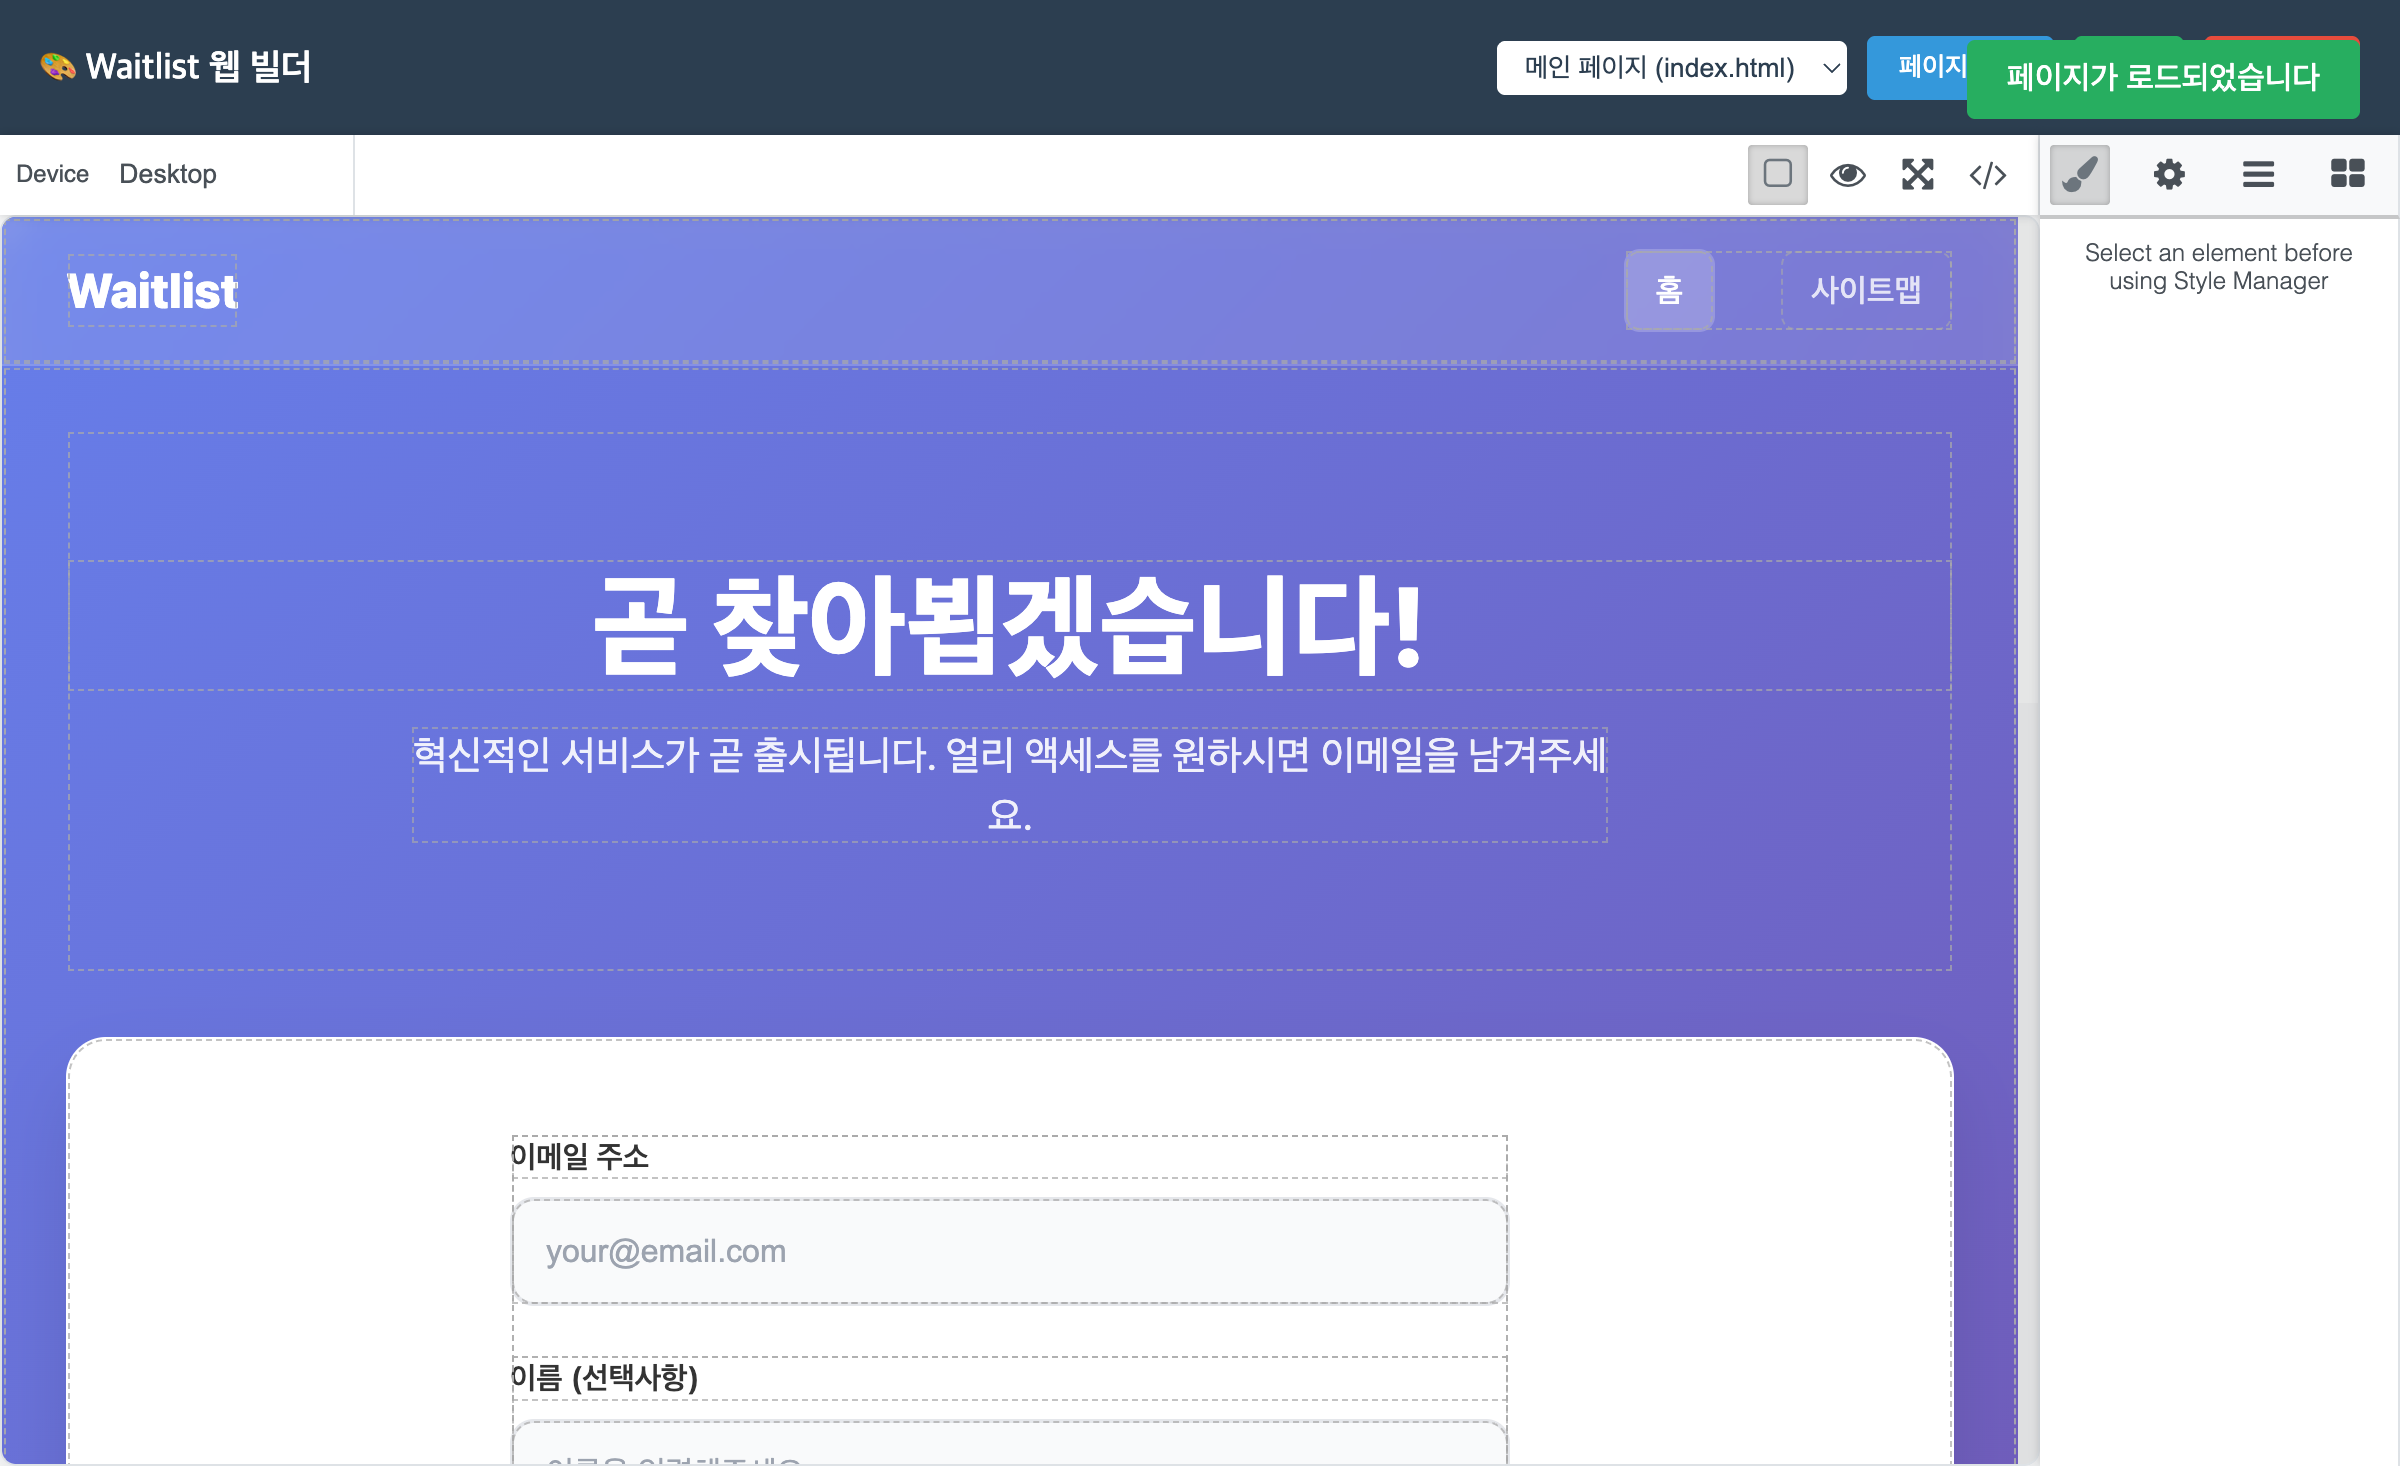 Waitlist 웹 빌더
메인 페이지 (index.html)
페이지
페이지가 로드되었습니다
Device
Desktop
Select an element before
using Style Manager
Waitlist
홈
사이트맵
곧 찾아뵙겠습니다!
혁신적인 서비스가 곧 출시됩니다. 얼리 액세스를 원하시면 이메일을 남겨주세
요.
이메일 주소
your@email.com
이름 (선택사항)